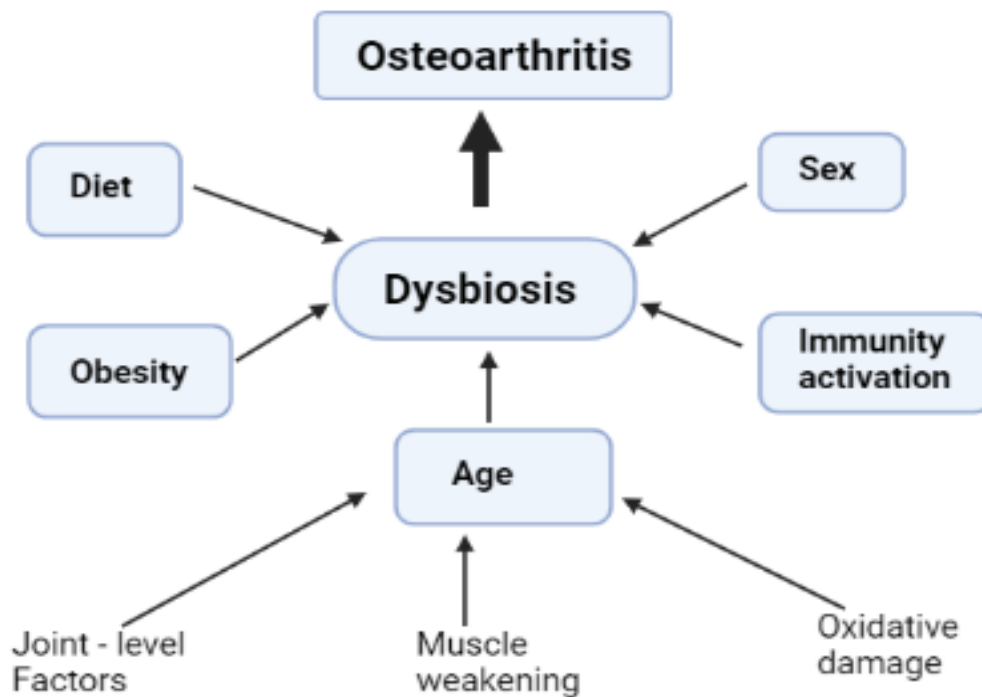 Osteoarthritis
Diet
Sex
Dysbiosis
Obesity
Immunity
activation
Age
Joint - level
Factors
Muscle
weakening
Oxidative
damage